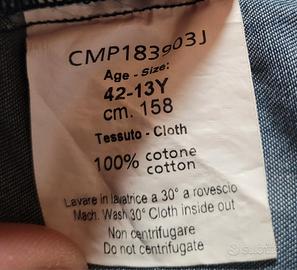 CMP183903J
Age - Size:
42-13Y
cm. 158
Tessuto - Cloth
100% cotone
cotton
Lavare in lavatrice a 30° a rovescio
Mach. Wash 30° Cloth inside out
Non centrifugare
Do not centrifugate
subito